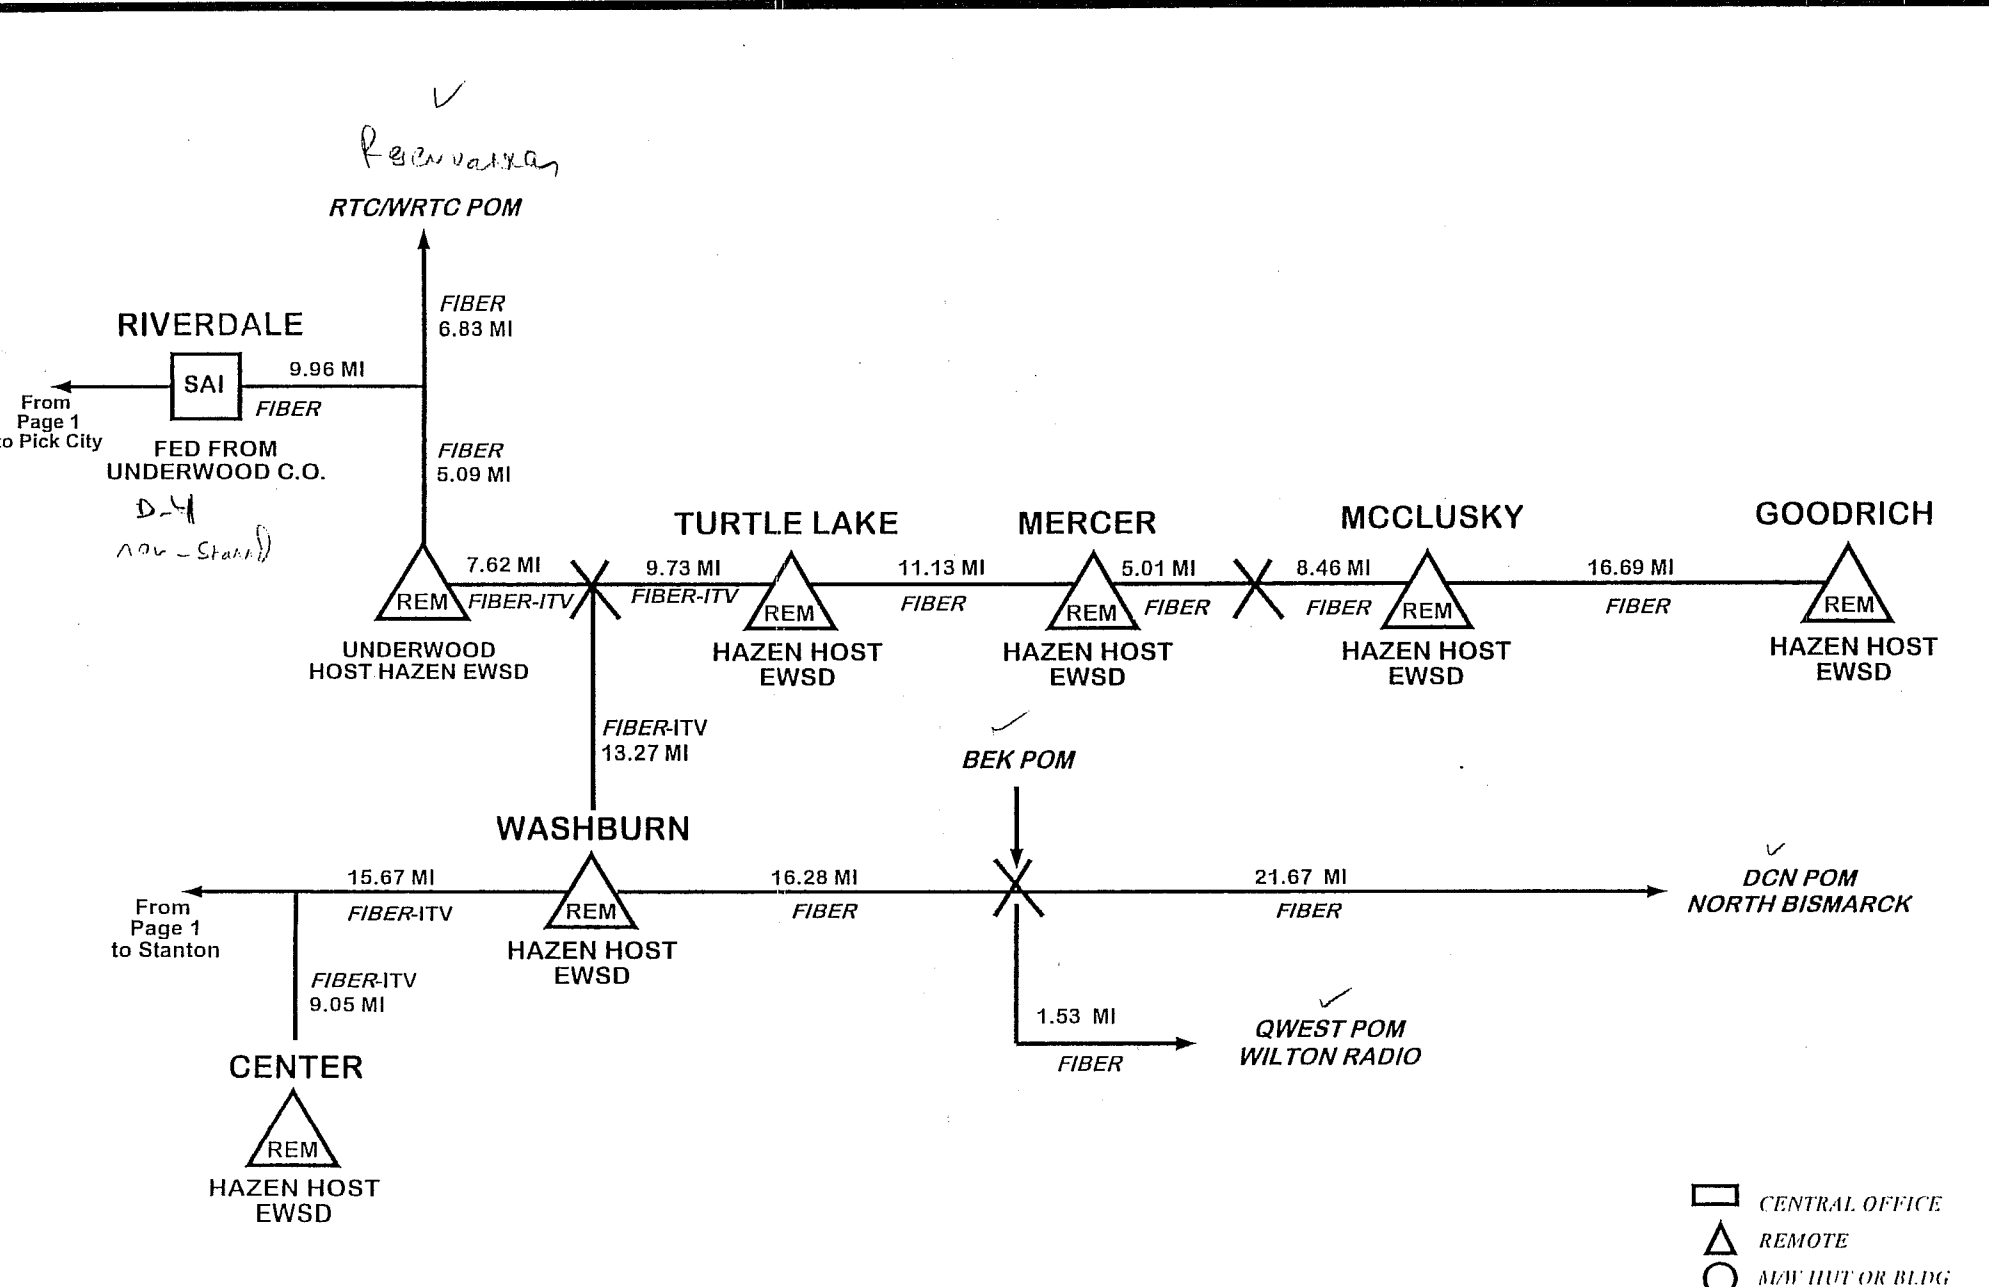 RTC/WRTC POM
FIBER
6.83 MI
RIVERDALE
SAI
9.96 MI
FIBER
From
Page 1
to Pick City
FED FROM
UNDERWOOD C.O.
FIBER
5.09 MI
D-4
TURTLE LAKE
MERCER
MCCLUSKY
GOODRICH
REM
7.62 MI
FIBER-ITV
9.73 MI
FIBER-ITV
REM
11.13 MI
FIBER
REM
5.01 MI
FIBER
8.46 MI
FIBER
REM
16.69 MI
FIBER
REM
UNDERWOOD
HOST HAZEN EWSD
HAZEN HOST
EWSD
HAZEN HOST
EWSD
HAZEN HOST
EWSD
HAZEN HOST
EWSD
FIBER-ITV
13.27 MI
BEK POM
WASHBURN
15.67 MI
FIBER-ITV
REM
16.28 MI
FIBER
21.67 MI
FIBER
DCN POM
NORTH BISMARCK
From
Page 1
to Stanton
HAZEN HOST
EWSD
FIBER-ITV
9.05 MI
1.53 MI
FIBER
QWEST POM
WILTON RADIO
CENTER
REM
HAZEN HOST
EWSD
CENTRAL OFFICE
REMOTE
M/W HUT OR BLDG